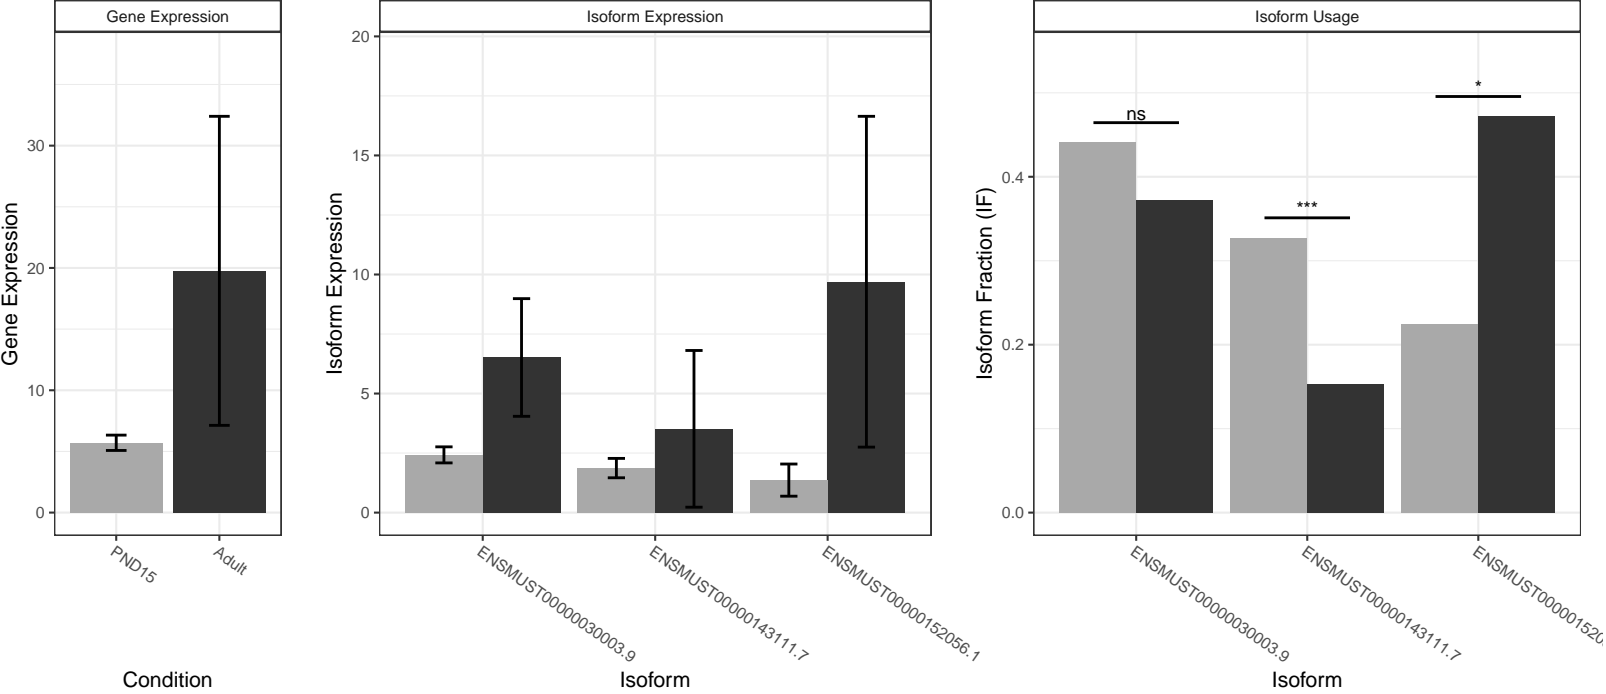 Gene Expression
Gene Expression
30
20
10
0
PND15
Adult
Condition
Isoform Expression
Isoform Expression
20
15
10
5
0
ENSMUST00000030003.9
ENSMUST00000143111.7
ENSMUST00000152056.1
Isoform
Isoform Usage
Isoform Fraction (IF)
0.4
0.2
0.0
ns
***
*
ENSMUST00000030003.9
ENSMUST00000143111.7
ENSMUST0000015205
Isoform